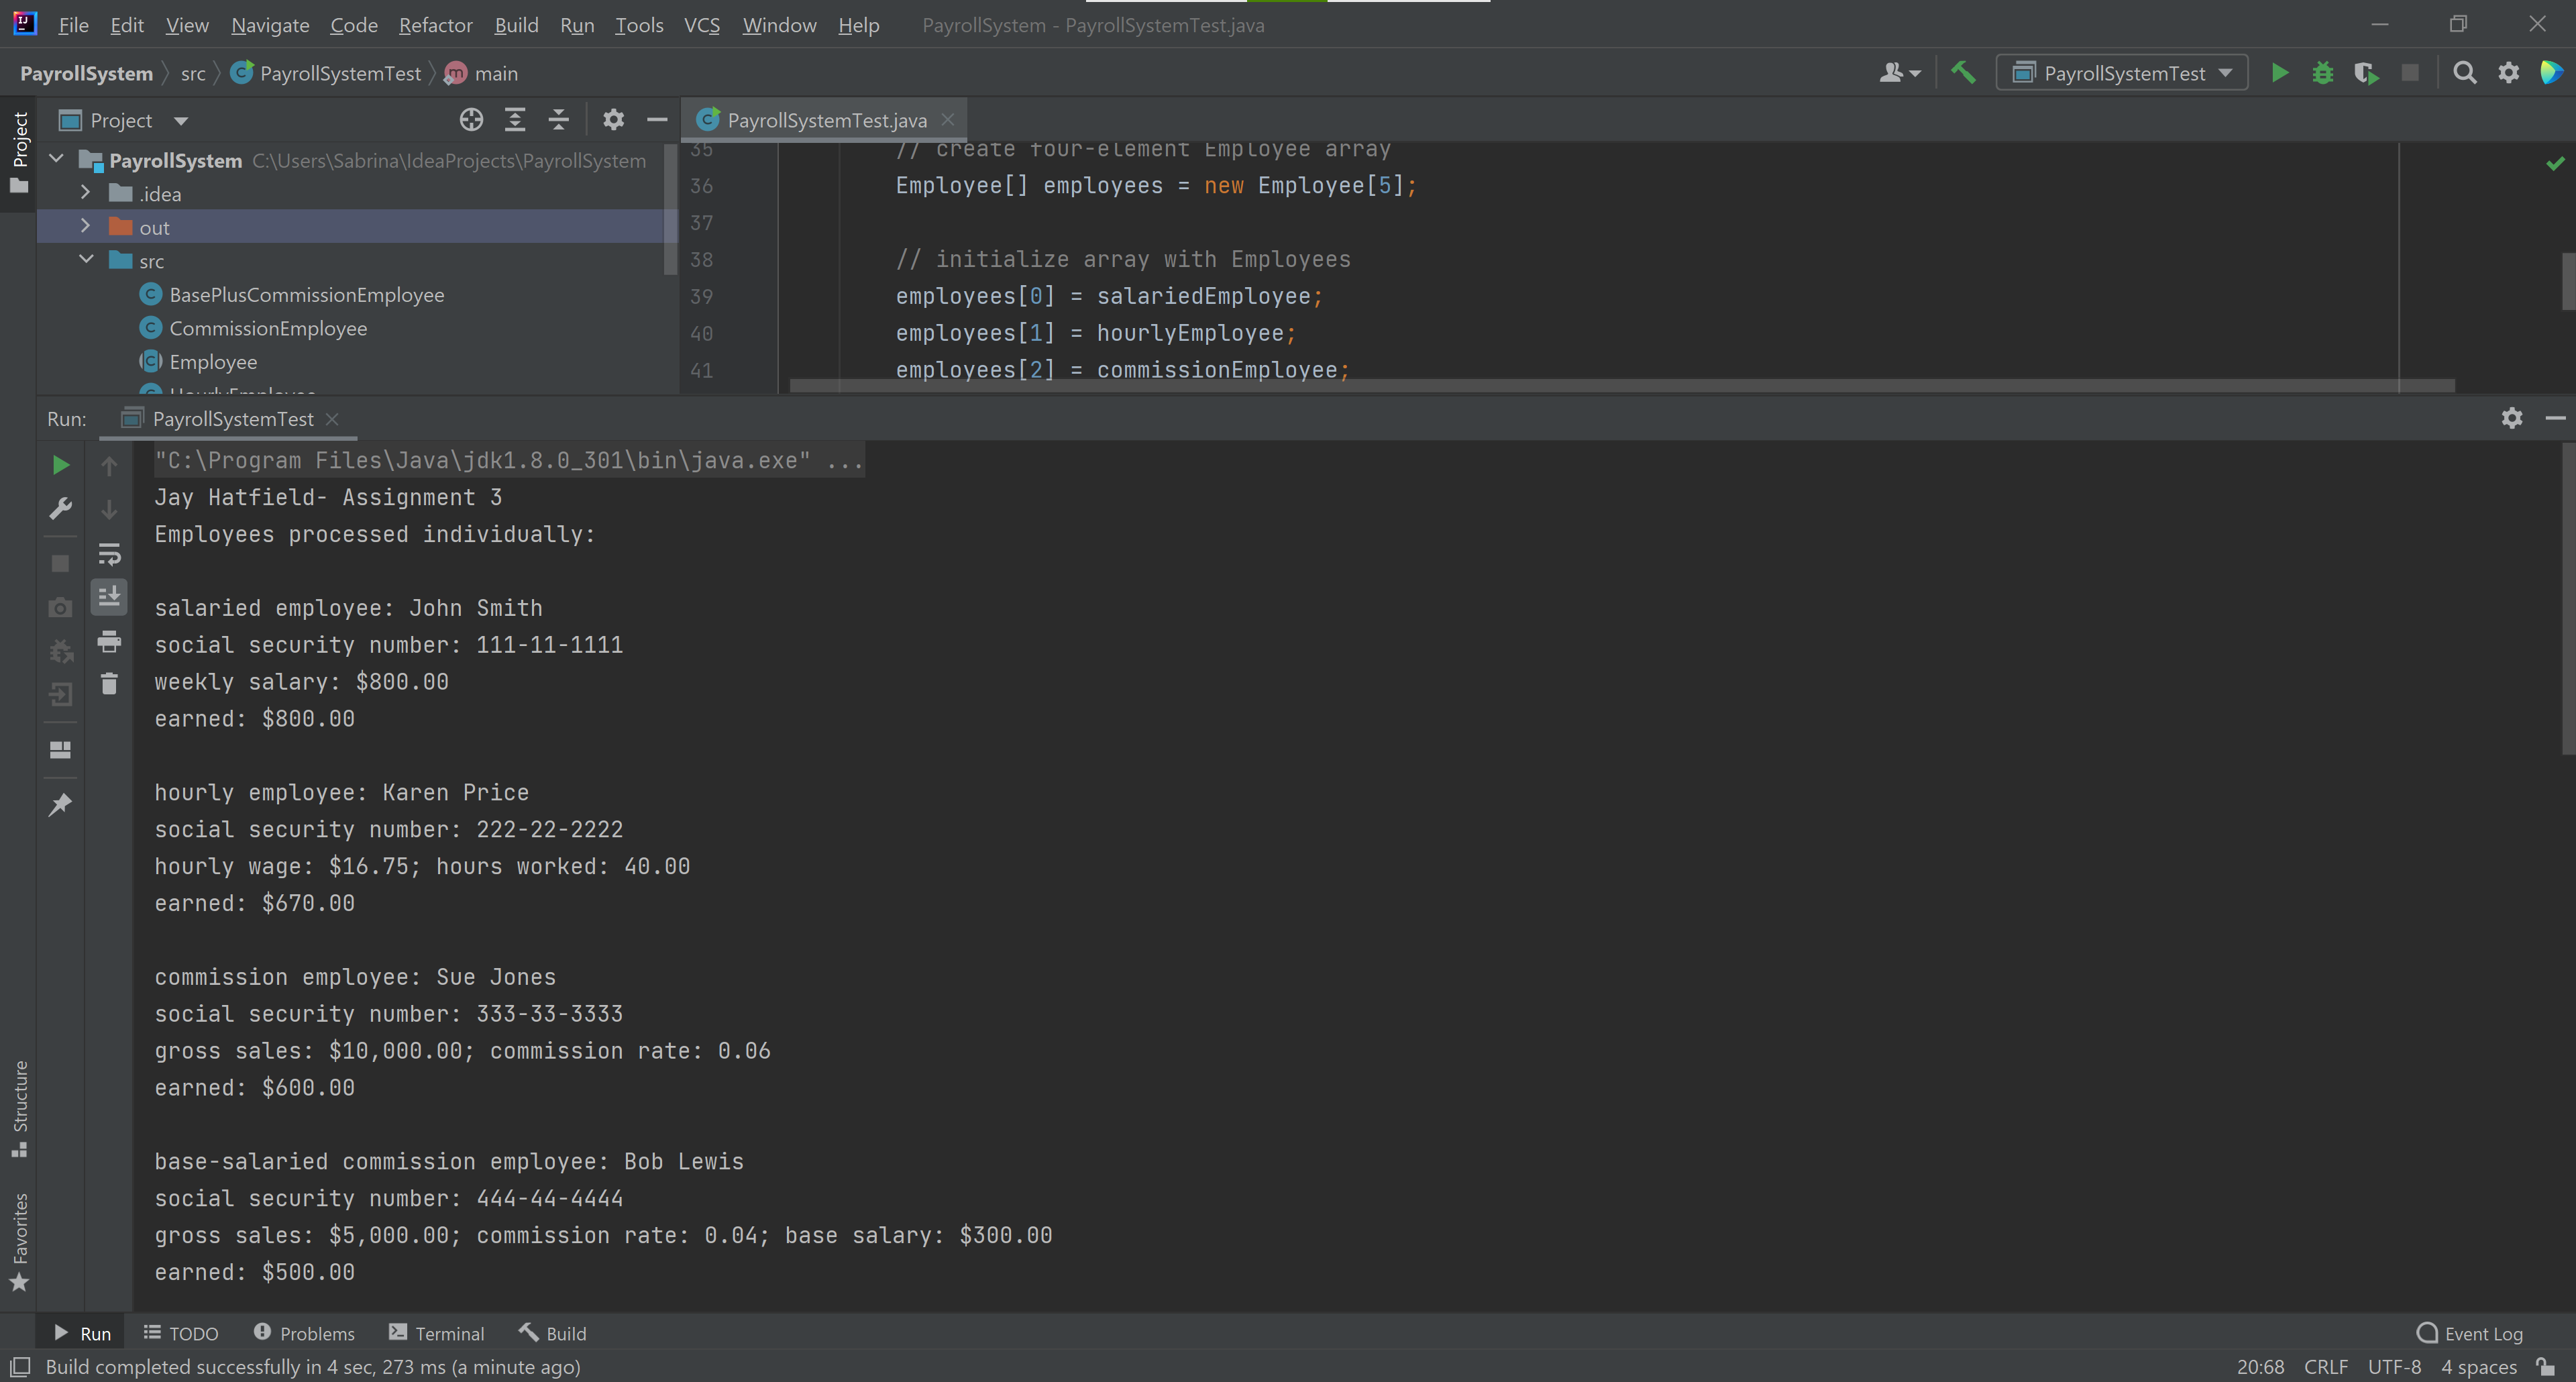 File Edit View Navigate Code Refactor Build Run Tools VCS Window Help PayrollSystem - PayrollSystemTest.java
PayrollSystem src PayrollSystemTest main PayrollSystemTest
Project
Project
PayrollSystemTest.java
PayrollSystem C:\Users\Sabrina\IdeaProjects\PayrollSystem
.idea
out
src
BasePlusCommissionEmployee
CommissionEmployee
Employee
HourlyEmployee
35 // create four-element Employee array
36 Employee[] employees = new Employee[5];
37
38 // initialize array with Employees
39 employees[0] = salariedEmployee;
40 employees[1] = hourlyEmployee;
41 employees[2] = commissionEmployee;
Run: PayrollSystemTest
"C:\Program Files\Java\jdk1.8.0_301\bin\java.exe" ...
Jay Hatfield- Assignment 3
Employees processed individually:
salaried employee: John Smith
social security number: 111-11-1111
weekly salary: $800.00
earned: $800.00
hourly employee: Karen Price
social security number: 222-22-2222
hourly wage: $16.75; hours worked: 40.00
earned: $670.00
commission employee: Sue Jones
social security number: 333-33-3333
gross sales: $10,000.00; commission rate: 0.06
earned: $600.00
base-salaried commission employee: Bob Lewis
social security number: 444-44-4444
gross sales: $5,000.00; commission rate: 0.04; base salary: $300.00
earned: $500.00
Structure
Favorites
Run TODO Problems Terminal Build Event Log
Build completed successfully in 4 sec, 273 ms (a minute ago) 20:68 CRLF UTF-8 4 spaces